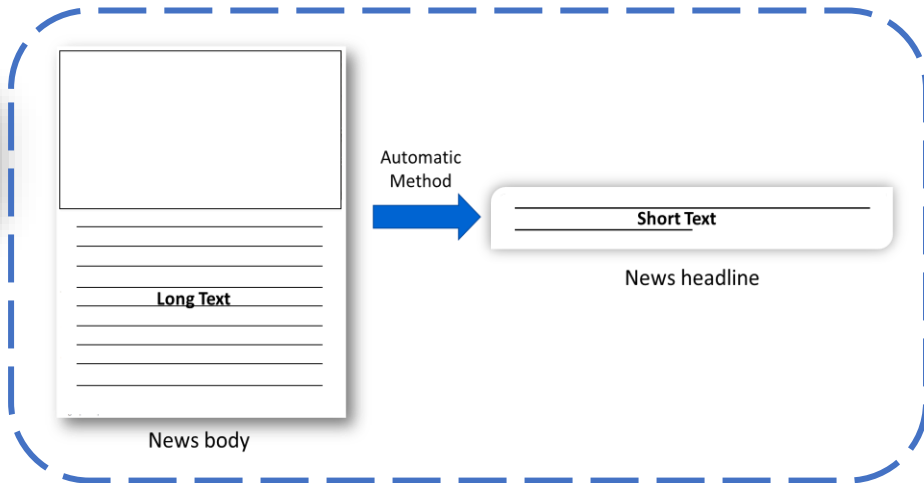 Automatic
Method
Short Text
News headline
Long Text
News body